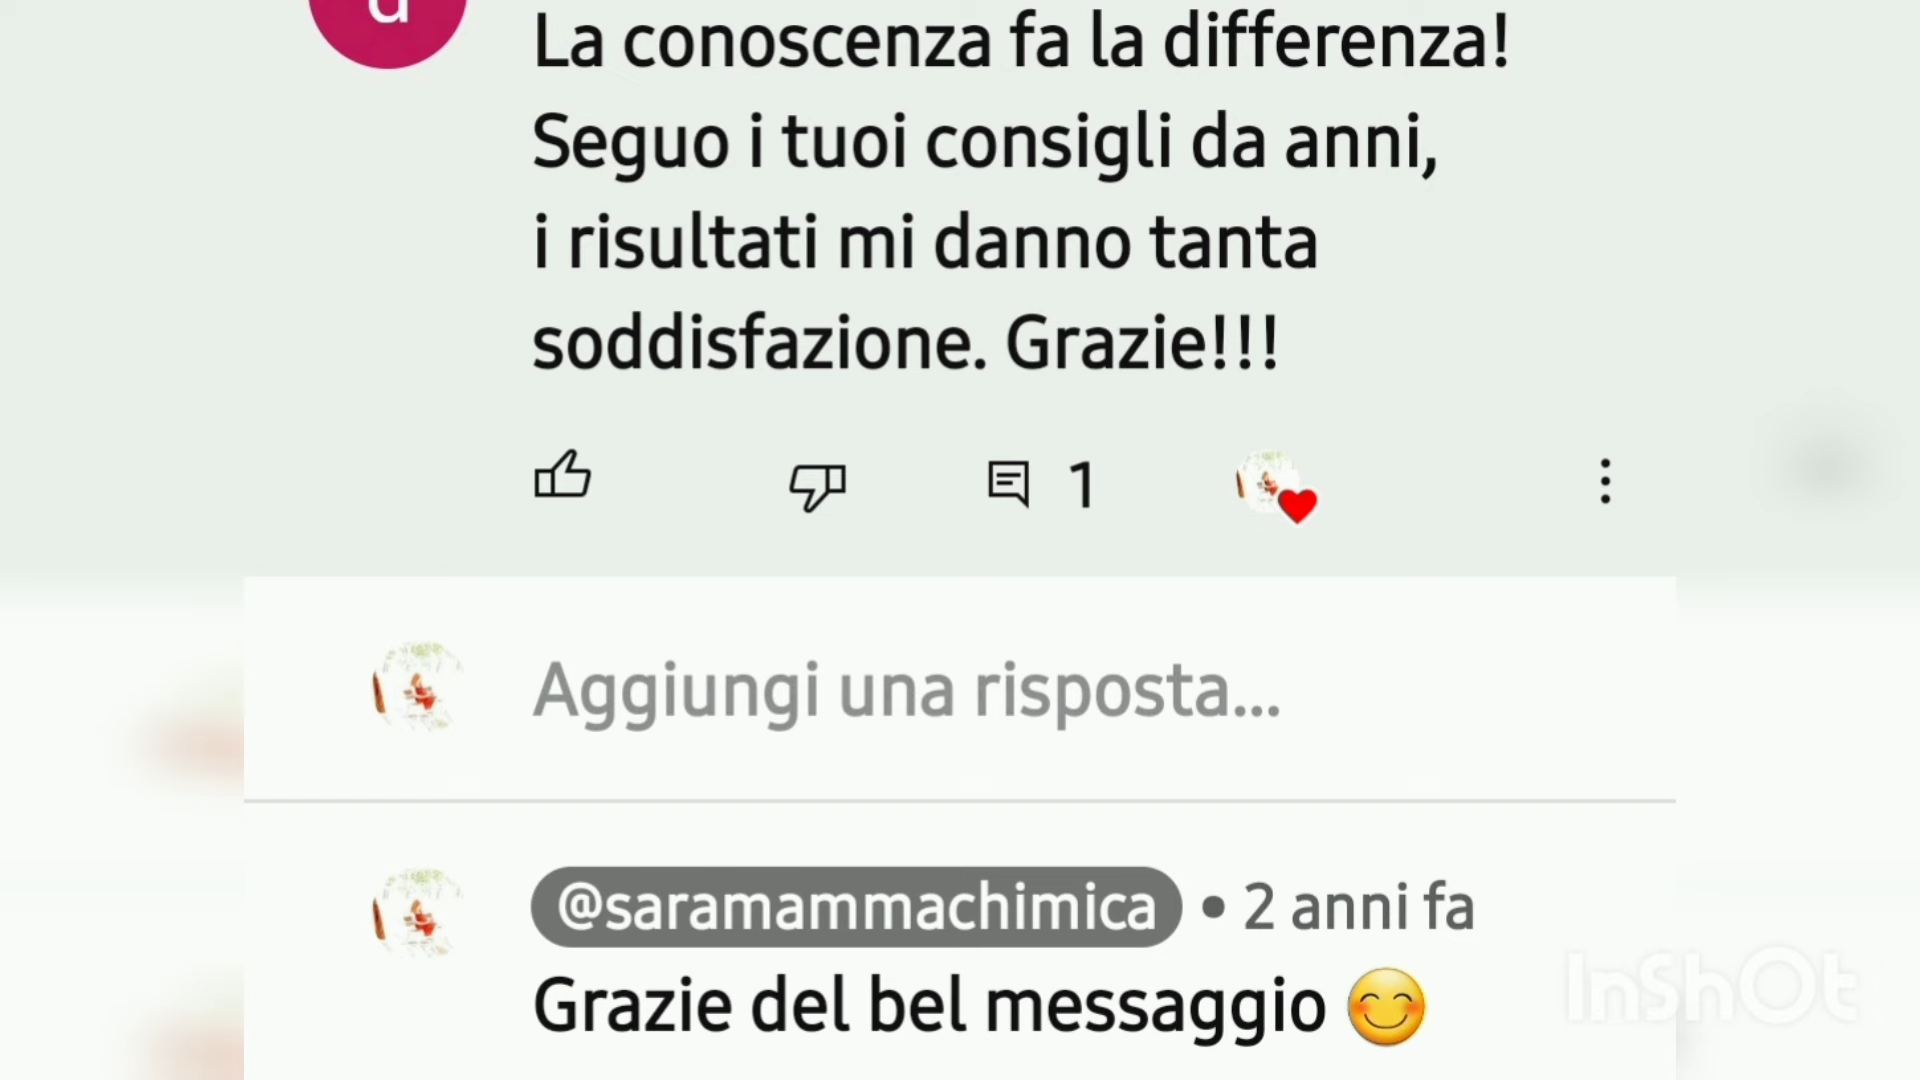 La conoscenza fa la differenza!
Seguo i tuoi consigli da anni,
i risultati mi danno tanta
soddisfazione. Grazie!!!
1
Aggiungi una risposta...
@saramammachimica • 2 anni fa
Grazie del bel messaggio 😊
InShOt